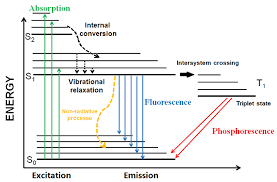 Absorption
Internal
conversion
S2
Intersystem crossing
S1
T1
Vibrational
relaxation
Triplet state
Fluorescence
Non-radiative
processe
Phosphorescence
ENERGY
S0
Excitation
Emission